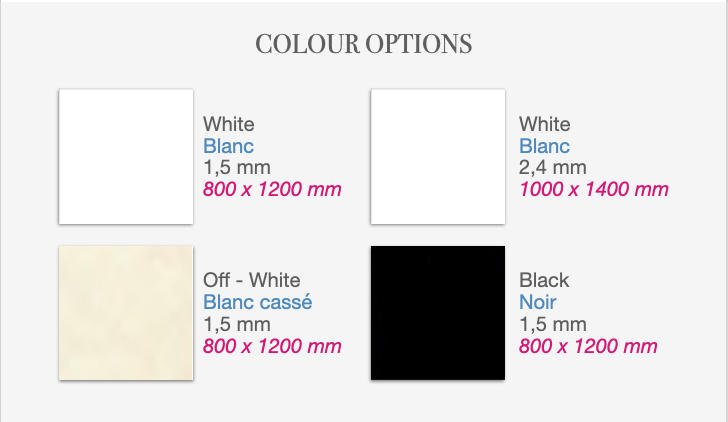 COLOUR OPTIONS
White
Blanc
1,5 mm
800 x 1200 mm
White
Blanc
2,4 mm
1000 x 1400 mm
Off - White
Blanc cassé
1,5 mm
800 x 1200 mm
Black
Noir
1,5 mm
800 x 1200 mm